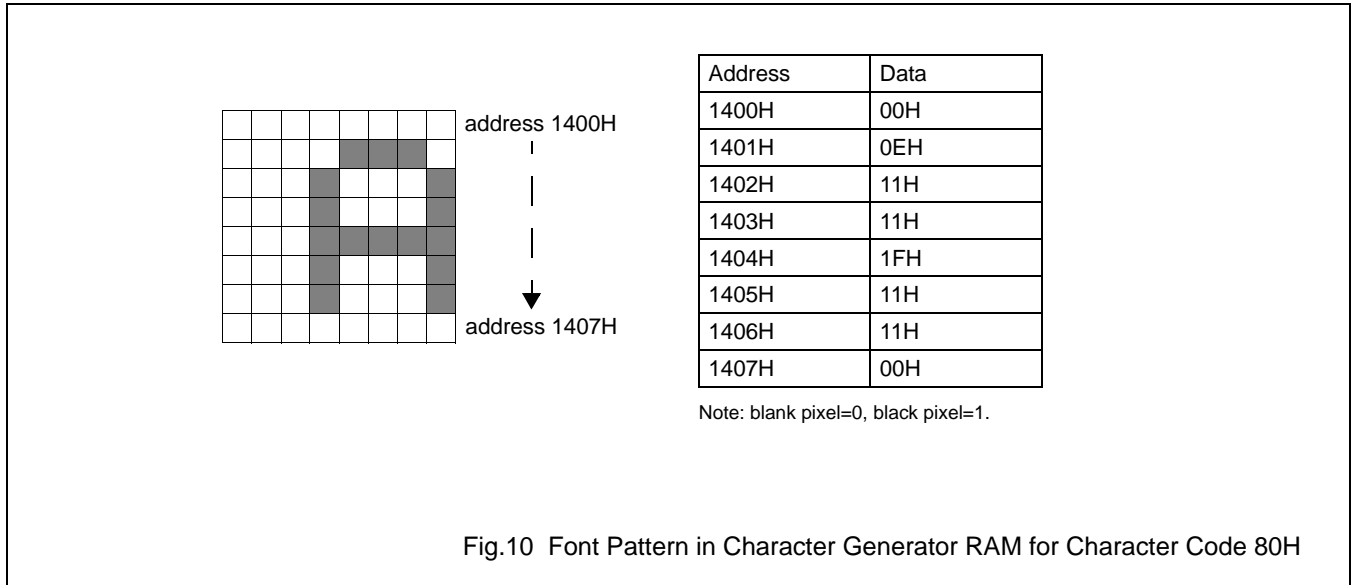 address 1400H
address 1407H
Address Data
1400H 00H
1401H 0EH
1402H 11H
1403H 11H
1404H 1FH
1405H 11H
1406H 11H
1407H 00H
Note: blank pixel=0, black pixel=1.
Fig.10 Font Pattern in Character Generator RAM for Character Code 80H